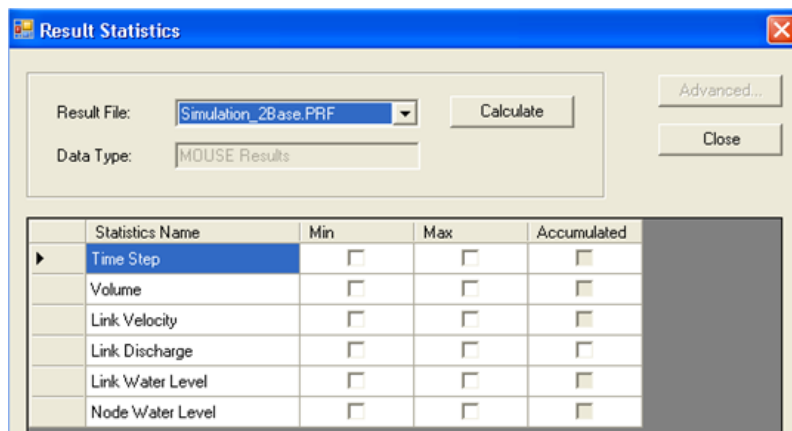 Result Statistics
Advanced...
Result File: Simulation_2Base.PRF Calculate
Close
Data Type: MOUSE Results
Statistics Name Min Max Accumulated
Time Step
Volume
Link Velocity
Link Discharge
Link Water Level
Node Water Level